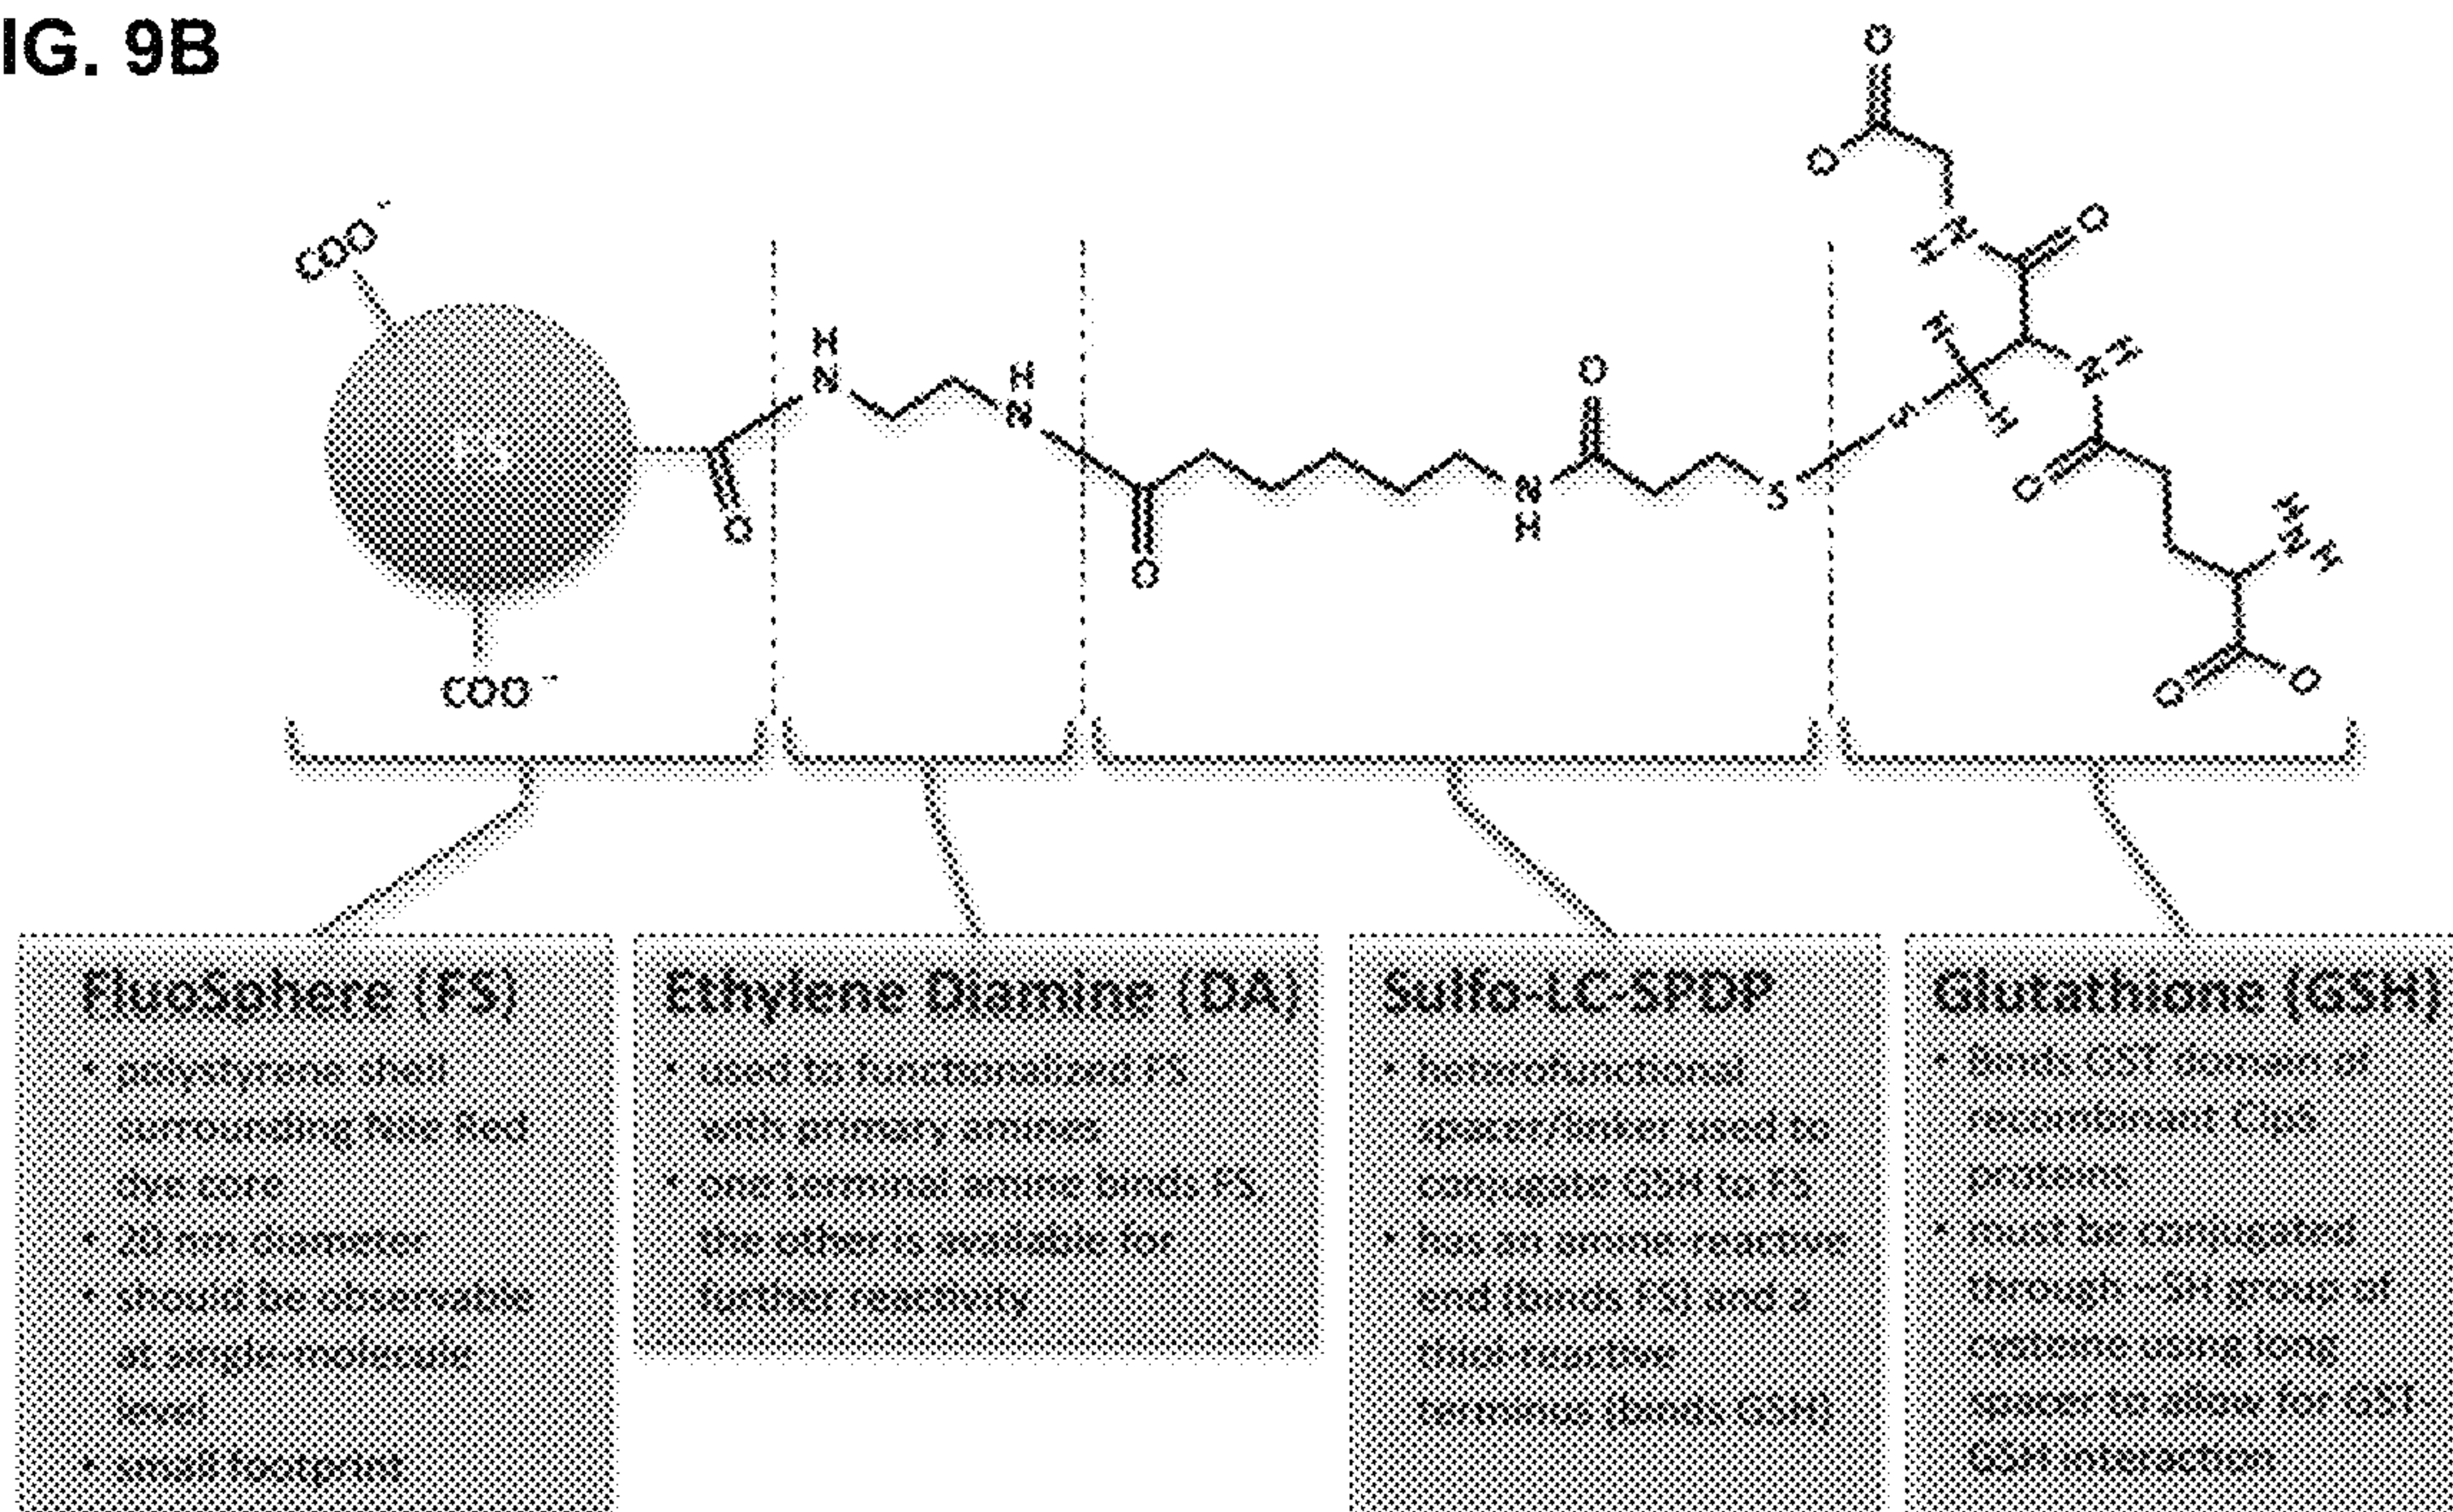 IG. 9B
O
O
O
N
H
COO-
H
N
H
N
O
H
S
H
N
H
FS
O
N
H
S
O
O
H
N
H
COO-
O
O
FluoSphere (FS)
• polystyrene shell
surrounding Nile Red
dye core
• 20 nm diameter
• should be observable
at single molecule
level
• small footprint
Ethylene Diamine (DA)
• used to functionalized FS
with primary amines
• one terminal amine binds FS
the other is available for
further reactivity
Sulfo-LC-SPDP
• heterofunctional
spacer/linker used to
conjugate GSH to FS
• has an amine reactive
end (binds FS) and a
thiol reactive
terminus (binds GSH)
Glutathione (GSH)
• Binds GST domain of
recombinant
proteins
• must be conjugated
through -SH group of
cysteine using long
spacer to allow for GST-
GSH interaction